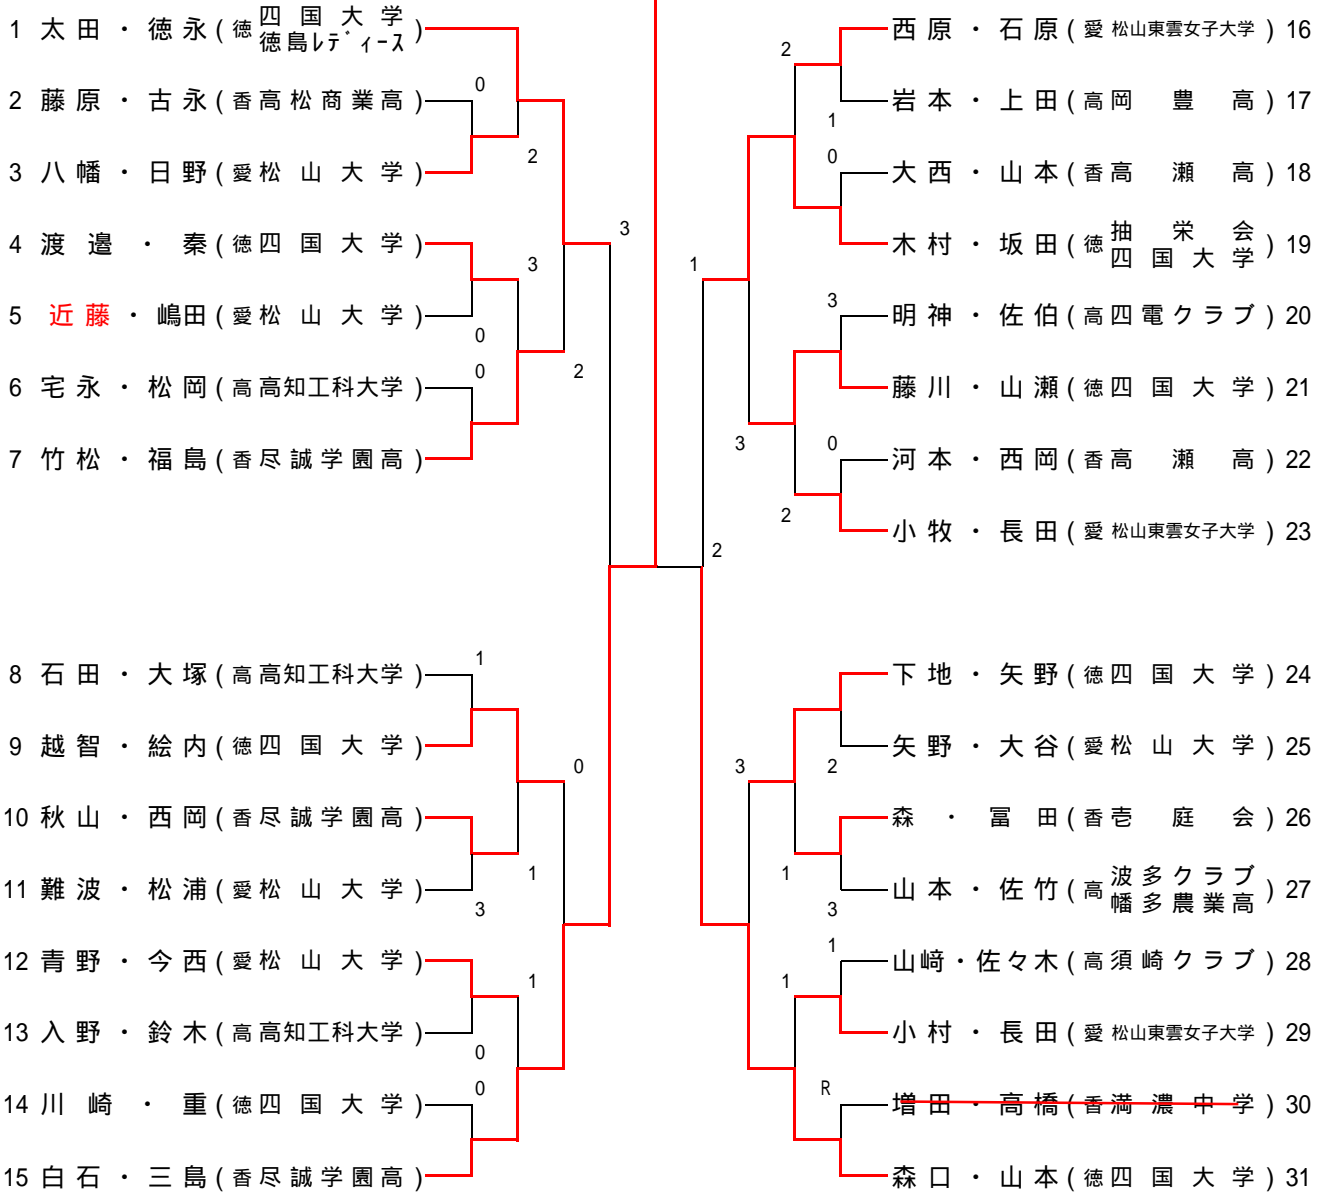 1 太田・徳永(徳 四国大学 徳島レディース)
0
2 藤原・古永(香 高松商業高)
2
3 八幡・日野(愛 松山大学)
3
4 渡邉・秦(徳 四国大学)
3
5 近藤・嶋田(愛 松山大学)
0
0
2
6 宅永・松岡(高 高知工科大学)
7 竹松・福島(香 尽誠学園高)
1
8 石田・大塚(高 高知工科大学)
9 越智・絵内(徳 四国大学)
0
10 秋山・西岡(香 尽誠学園高)
1
11 難波・松浦(愛 松山大学)
3
12 青野・今西(愛 松山大学)
1
13 入野・鈴木(高 高知工科大学)
0
0
14 川崎・重(徳 四国大学)
15 白石・三島(香 尽誠学園高)
西原・石原(愛 松山東雲女子大学) 16
2
岩本・上田(高 岡豊高) 17
1
0
大西・山本(香 高瀬高) 18
木村・坂田(徳 抽栄会 四国大学) 19
1
3
明神・佐伯(高 四電クラブ) 20
藤川・山瀬(徳 四国大学) 21
3
0
河本・西岡(香 高瀬高) 22
2
小牧・長田(愛 松山東雲女子大学) 23
2
下地・矢野(徳 四国大学) 24
矢野・大谷(愛 松山大学) 25
3
2
森・冨田(香 壱庭会) 26
1
山本・佐竹(高 波多クラブ 幡多農業高) 27
3
1
山﨑・佐々木(高 須崎クラブ) 28
1
小村・長田(愛 松山東雲女子大学) 29
R
増田・高橋(香 満濃中学) 30
森口・山本(徳 四国大学) 31